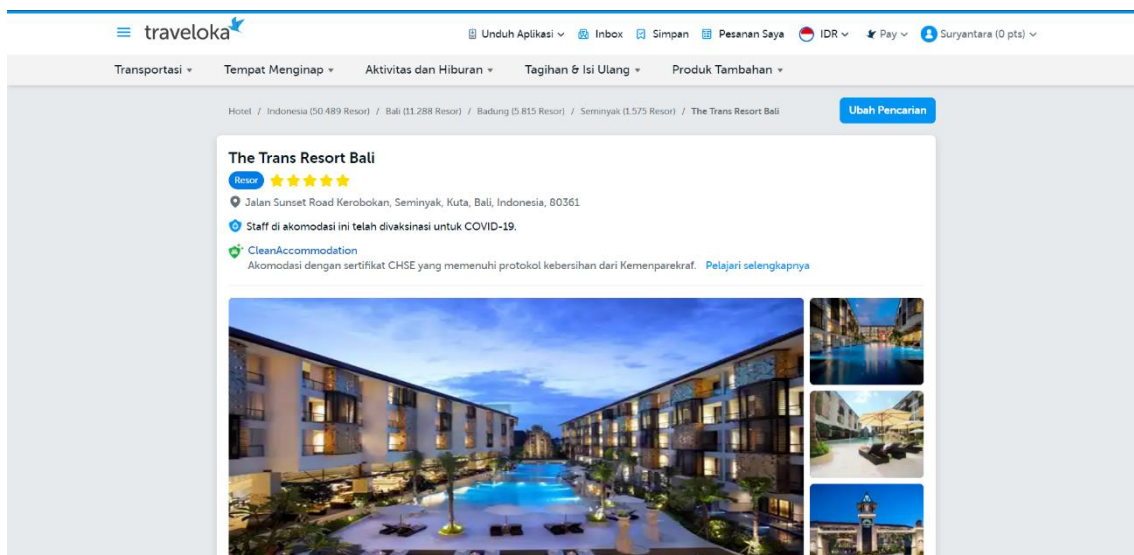 traveloka
Unduh Aplikasi Inbox Simpan Pesanan Saya IDR Pay Suryantara (0 pts)
Transportasi Tempat Menginap Aktivitas dan Hiburan Tagihan & Isi Ulang Produk Tambahan
Hotel / Indonesia (50.489 Resor) / Bali (11.288 Resor) / Badung (5.815 Resor) / Seminyak (1.575 Resor) / The Trans Resort Bali
Ubah Pencarian
The Trans Resort Bali
Resor
Jalan Sunset Road Kerobokan, Seminyak, Kuta, Bali, Indonesia, 80361
Staff di akomodasi ini telah divaksinasi untuk COVID-19.
CleanAccommodation
Akomodasi dengan sertifikat CHSE yang memenuhi protokol kebersihan dari Kemenparekraf. Pelajari selengkapnya